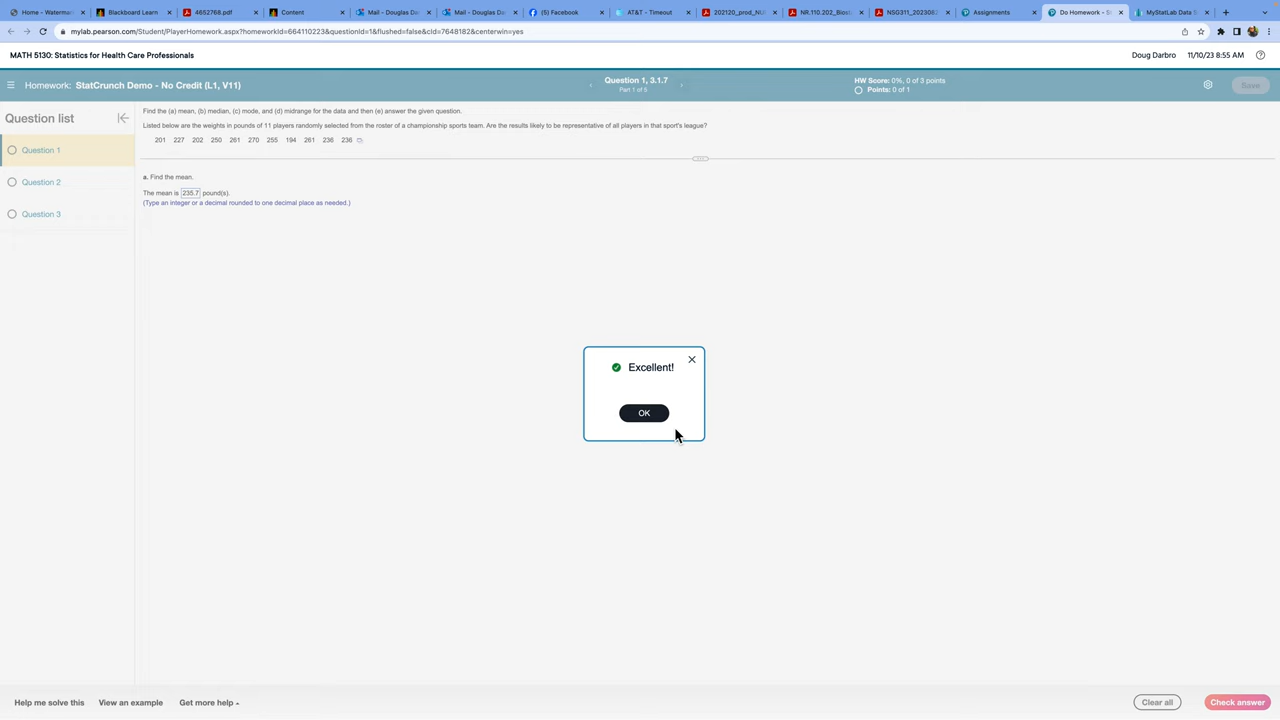 Home - Waterma
Blackboard Learn
4652768.pdf
Content
Mail - Douglas Da
Mail - Douglas Da
(5) Facebook
AT&T - Timeout
202120_prod_NU
NR.110.202_Bios
NSG311_2023082
Assignments
Do Homework - S
MyStatLab Data S
mylab.pearson.com/Student/PlayerHomework.aspx?homeworkId=664110223&questionId=1&flushed=false&cId=7648182&centerwin=yes
MATH 5130: Statistics for Health Care Professionals
Doug Darbro 11/10/23 8:55 AM
Homework: StatCrunch Demo - No Credit (L1, V11)
Question 1, 3.1.7
Part 1 of 5
HW Score: 0%, 0 of 3 points
Points: 0 of 1
Save
Question list
Question 1
Question 2
Question 3
Find the (a) mean, (b) median, (c) mode, and (d) midrange for the data and then (e) answer the given question.
Listed below are the weights in pounds of 11 players randomly selected from the roster of a championship sports team. Are the results likely to be representative of all players in that sport's league?
201 227 202 250 261 270 255 194 261 236 236
a. Find the mean.
The mean is 235.7 pound(s).
(Type an integer or a decimal rounded to one decimal place as needed.)
Excellent!
OK
Help me solve this
View an example
Get more help
Clear all
Check answer